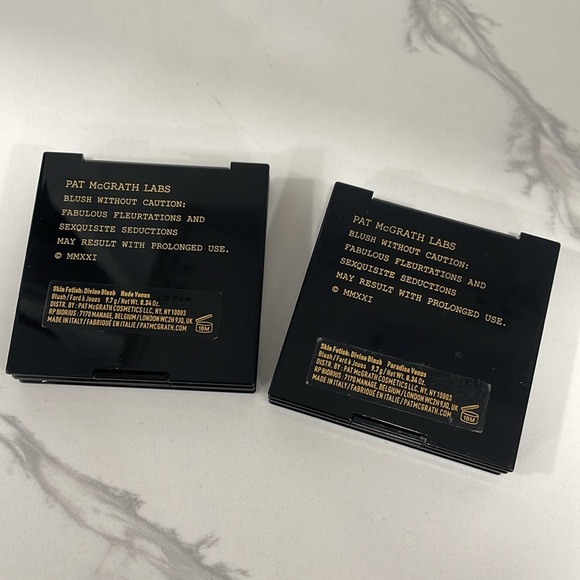 PAT McGRATH LABS
BLUSH WITHOUT CAUTION:
FABULOUS FLEURTATIONS AND
SEXQUISITE SEDUCTIONS
MAY RESULT WITH PROLONGED USE.
© MMXXI
Skin Fetish: Divine Blush Nude Venus
Blush/Fard à Joues 9.7 g / Net Wt. 0.34 Oz.
DISTR. BY: PAT McGRATH COSMETICS LLC, NY, NY 10003
RP BIORIUS : 7170 MANAGE, BELGIUM / LONDON WC2H 9JQ, UK
MADE IN ITALY / FABRIQUÉ EN ITALIE / PATMCGRATH.COM
18M
PAT McGRATH LABS
BLUSH WITHOUT CAUTION:
FABULOUS FLEURTATIONS AND
SEXQUISITE SEDUCTIONS
MAY RESULT WITH PROLONGED USE.
© MMXXI
Skin Fetish: Divine Blush Paradise Venus
Blush/Fard à Joues 9.7 g / Net Wt. 0.34 Oz.
DISTR. BY: PAT McGRATH COSMETICS LLC, NY, NY 10003
RP BIORIUS : 7170 MANAGE, BELGIUM / LONDON WC2H 9JQ, UK
MADE IN ITALY / FABRIQUÉ EN ITALIE / PATMCGRATH.COM
18M